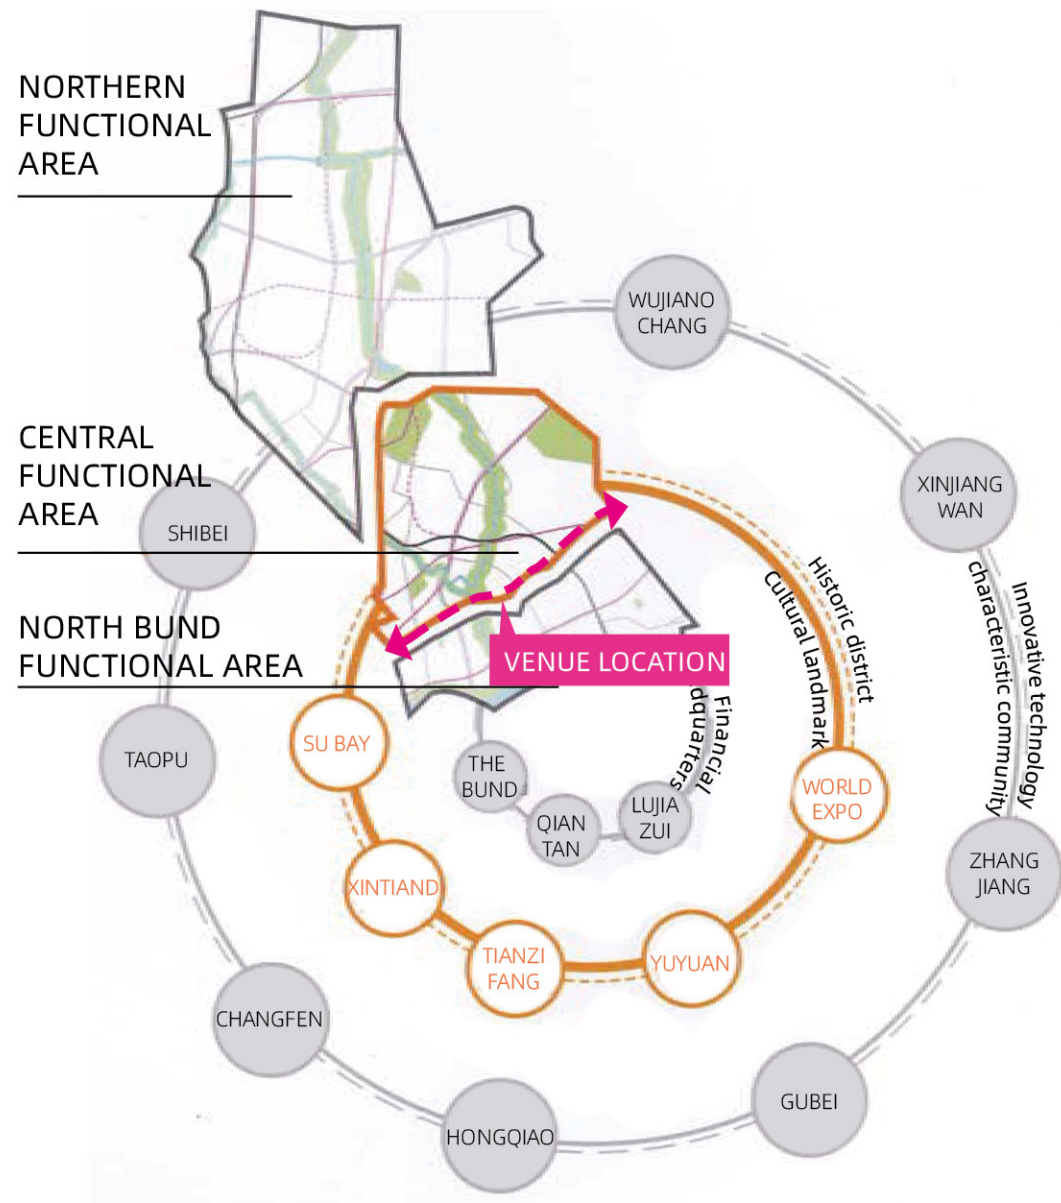 NORTHERN
FUNCTIONAL
AREA
WUJIANO
CHANG
CENTRAL
FUNCTIONAL
AREA
SHIBEI
XINJIANG
WAN
NORTH BUND
FUNCTIONAL AREA
VENUE LOCATION
Historic district
Cultural landmark
Innovative technology
characteristic community
Financial
dquarters
SU BAY
TAOPU
THE
BUND
QIAN
TAN
LUJIA
ZUI
WORLD
EXPO
ZHANG
JIANG
XINTIAND
TIANZI
FANG
YUYUAN
CHANGFEN
HONGQIAO
GUBEI